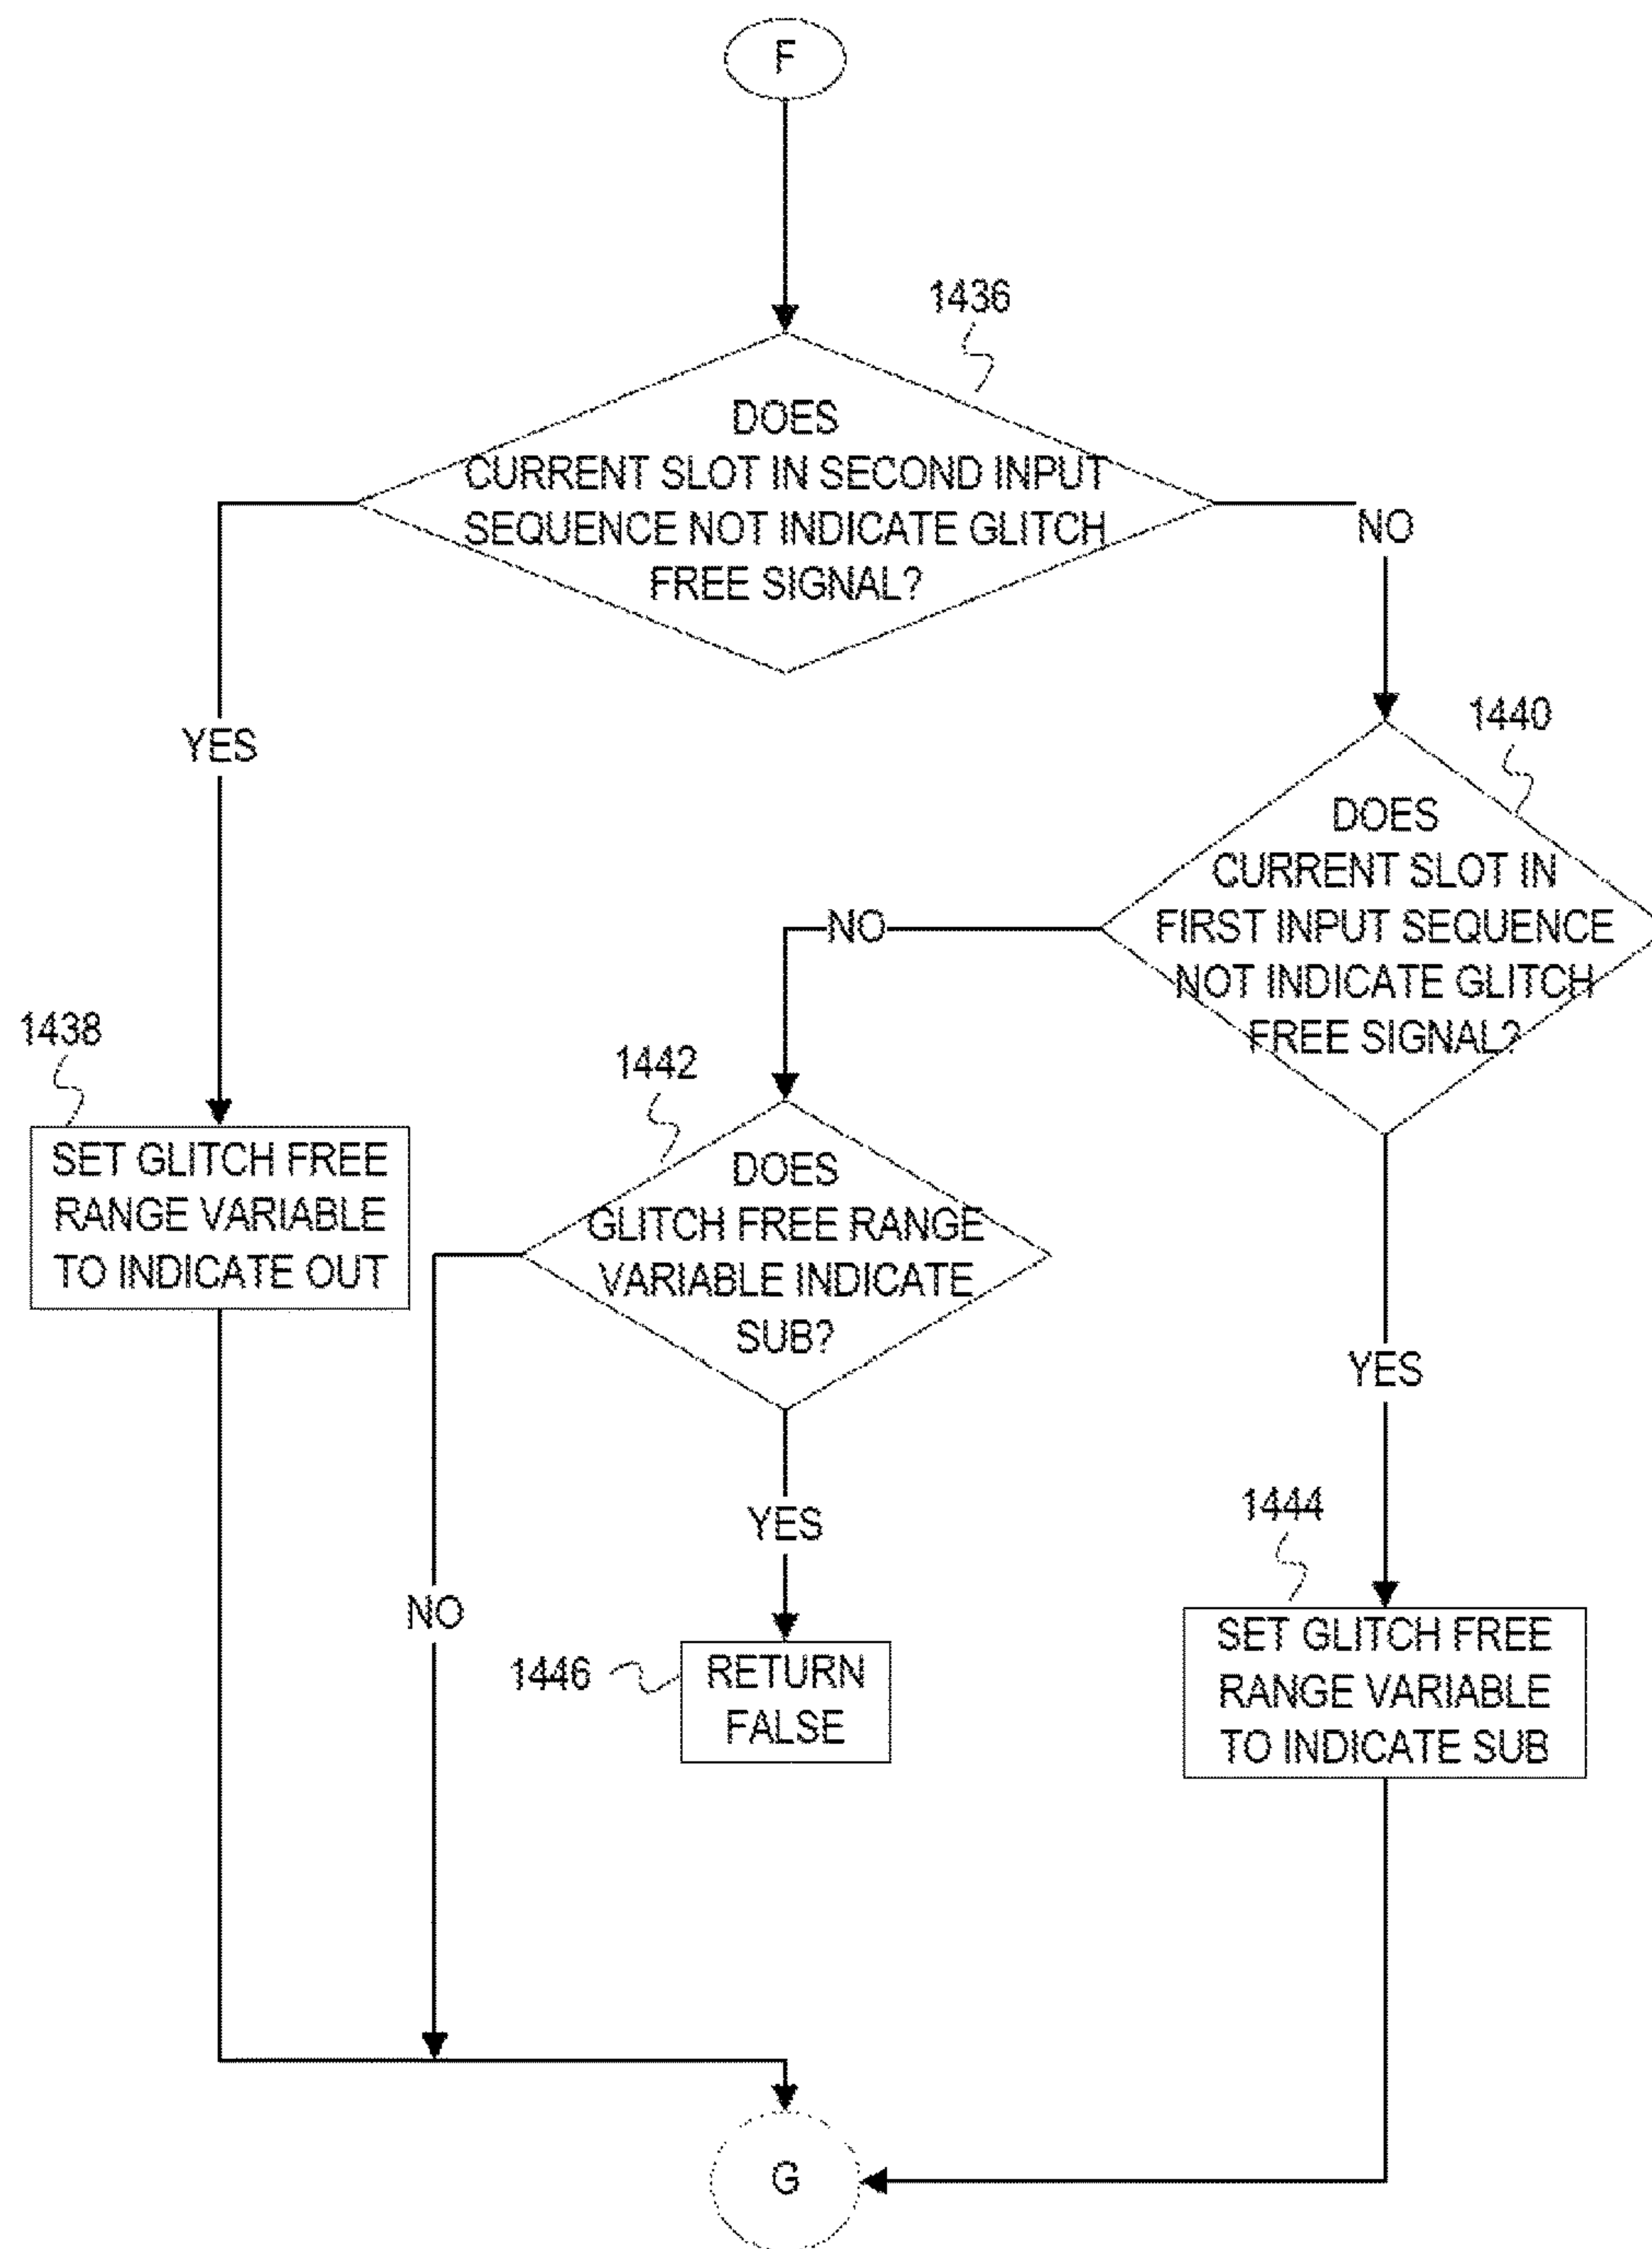 F
1436
DOES
CURRENT SLOT IN SECOND INPUT
SEQUENCE NOT INDICATE GLITCH
FREE SIGNAL?
NO
YES
1440
DOES
CURRENT SLOT IN
FIRST INPUT SEQUENCE
NOT INDICATE GLITCH
FREE SIGNAL?
NO
1438
SET GLITCH FREE
RANGE VARIABLE
TO INDICATE OUT
1442
DOES
GLITCH FREE RANGE
VARIABLE INDICATE
SUB?
YES
YES
NO
1444
SET GLITCH FREE
RANGE VARIABLE
TO INDICATE SUB
1446
RETURN
FALSE
G